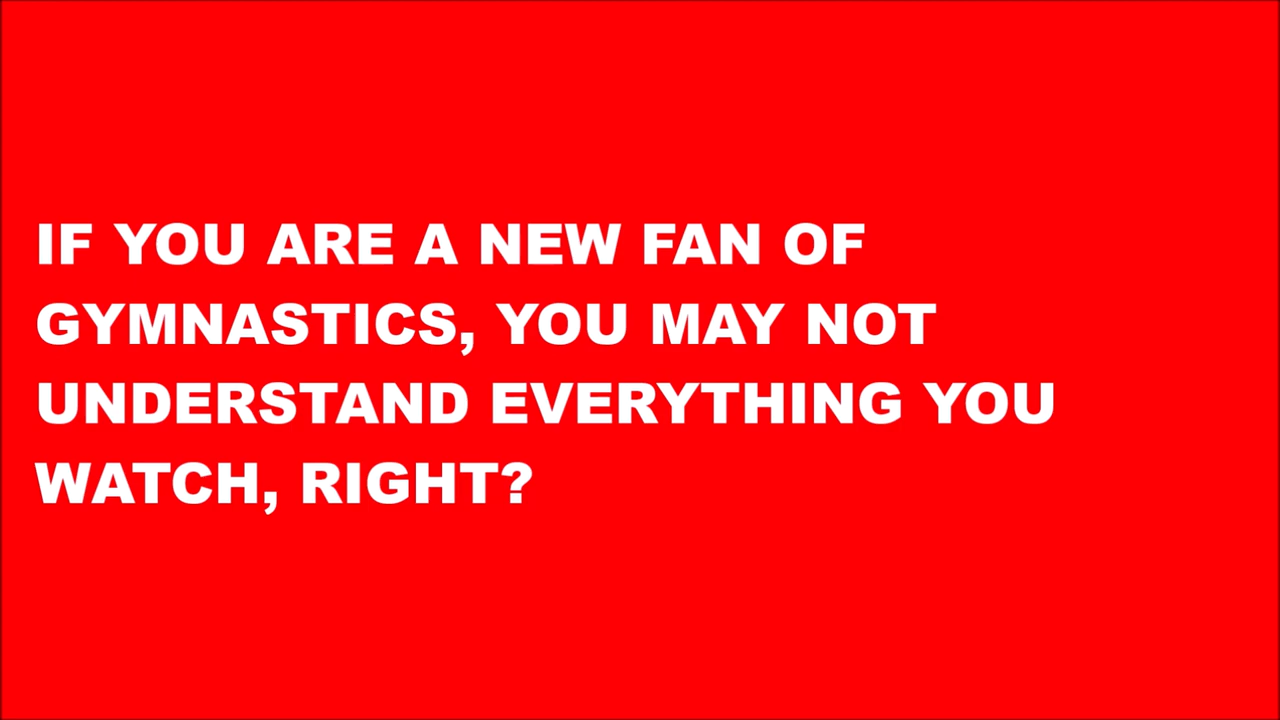 IF YOU ARE A NEW FAN OF
GYMNASTICS, YOU MAY NOT
UNDERSTAND EVERYTHING YOU
WATCH, RIGHT?